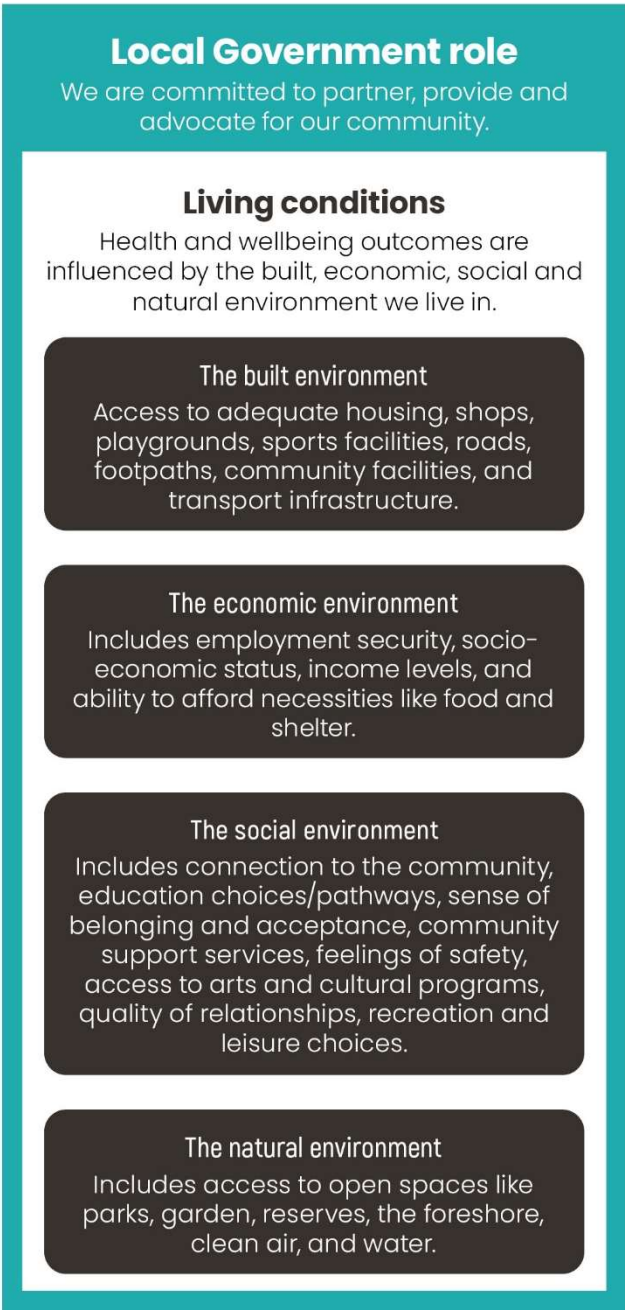 Local Government role
We are committed to partner, provide and
advocate for our community.
Living conditions
Health and wellbeing outcomes are
influenced by the built, economic, social and
natural environment we live in.
The built environment
Access to adequate housing, shops,
playgrounds, sports facilities, roads,
footpaths, community facilities, and
transport infrastructure.
The economic environment
Includes employment security, socio-
economic status, income levels, and
ability to afford necessities like food and
shelter.
The social environment
Includes connection to the community,
education choices/pathways, sense of
belonging and acceptance, community
support services, feelings of safety,
access to arts and cultural programs,
quality of relationships, recreation and
leisure choices.
The natural environment
Includes access to open spaces like
parks, garden, reserves, the foreshore,
clean air, and water.